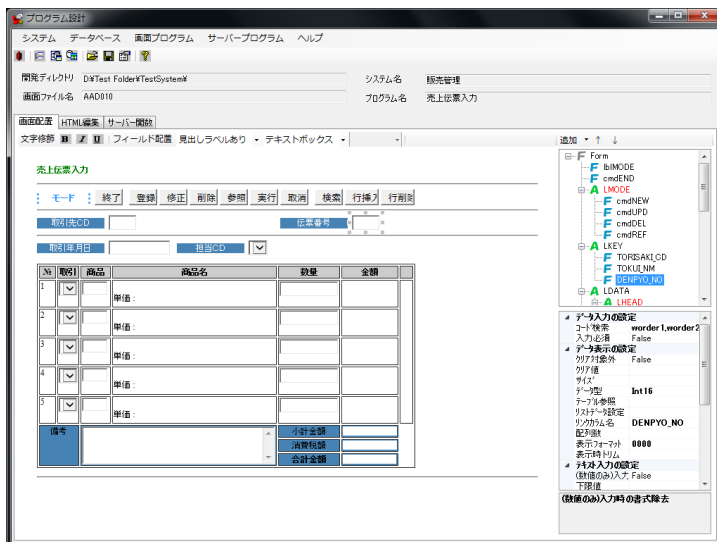 プログラム設計
システム データベース 画面プログラム サーバープログラム ヘルプ
開発ディレクトリ D:¥Test Folder¥TestSystem¥ システム名 販売管理
画面ファイル名 AAD010 プログラム名 売上伝票入力
画面配置 HTML編集 サーバー関数
文字修飾 B I U フィールド配置 見出しラベルあり テキストボックス
売上伝票入力
モード 終了 登録 修正 削除 参照 実行 取消 検索 行挿入 行削除
取引先CD 伝票番号
取引年月日 担当CD
№ 取引 商品 商品名 数量 金額
1
単価:
2
単価:
3
単価:
4
単価:
5
単価:
備考 小計金額
消費税額
合計金額
追加 ↑ ↓
Form
lblMODE
cmdEND
LMODE
cmdNEW
cmdUPD
cmdDEL
cmdREF
LKEY
TORISAKI_CD
TOKUI_NM
DENPYO_NO
LDATA
LHEAD
データ入力の設定
コード検索 worder1,worder2
入力必須 False
データ表示の設定
クリア対象外 False
クリア値
サイズ
データ型 Int16
テーブル参照
リストデータ設定
リンクカラム名 DENPYO_NO
配列数
表示フォーマット 0000
表示時トリム
テキスト入力の設定
(数値のみ)入力 False
下限値
(数値のみ)入力時の書式除去